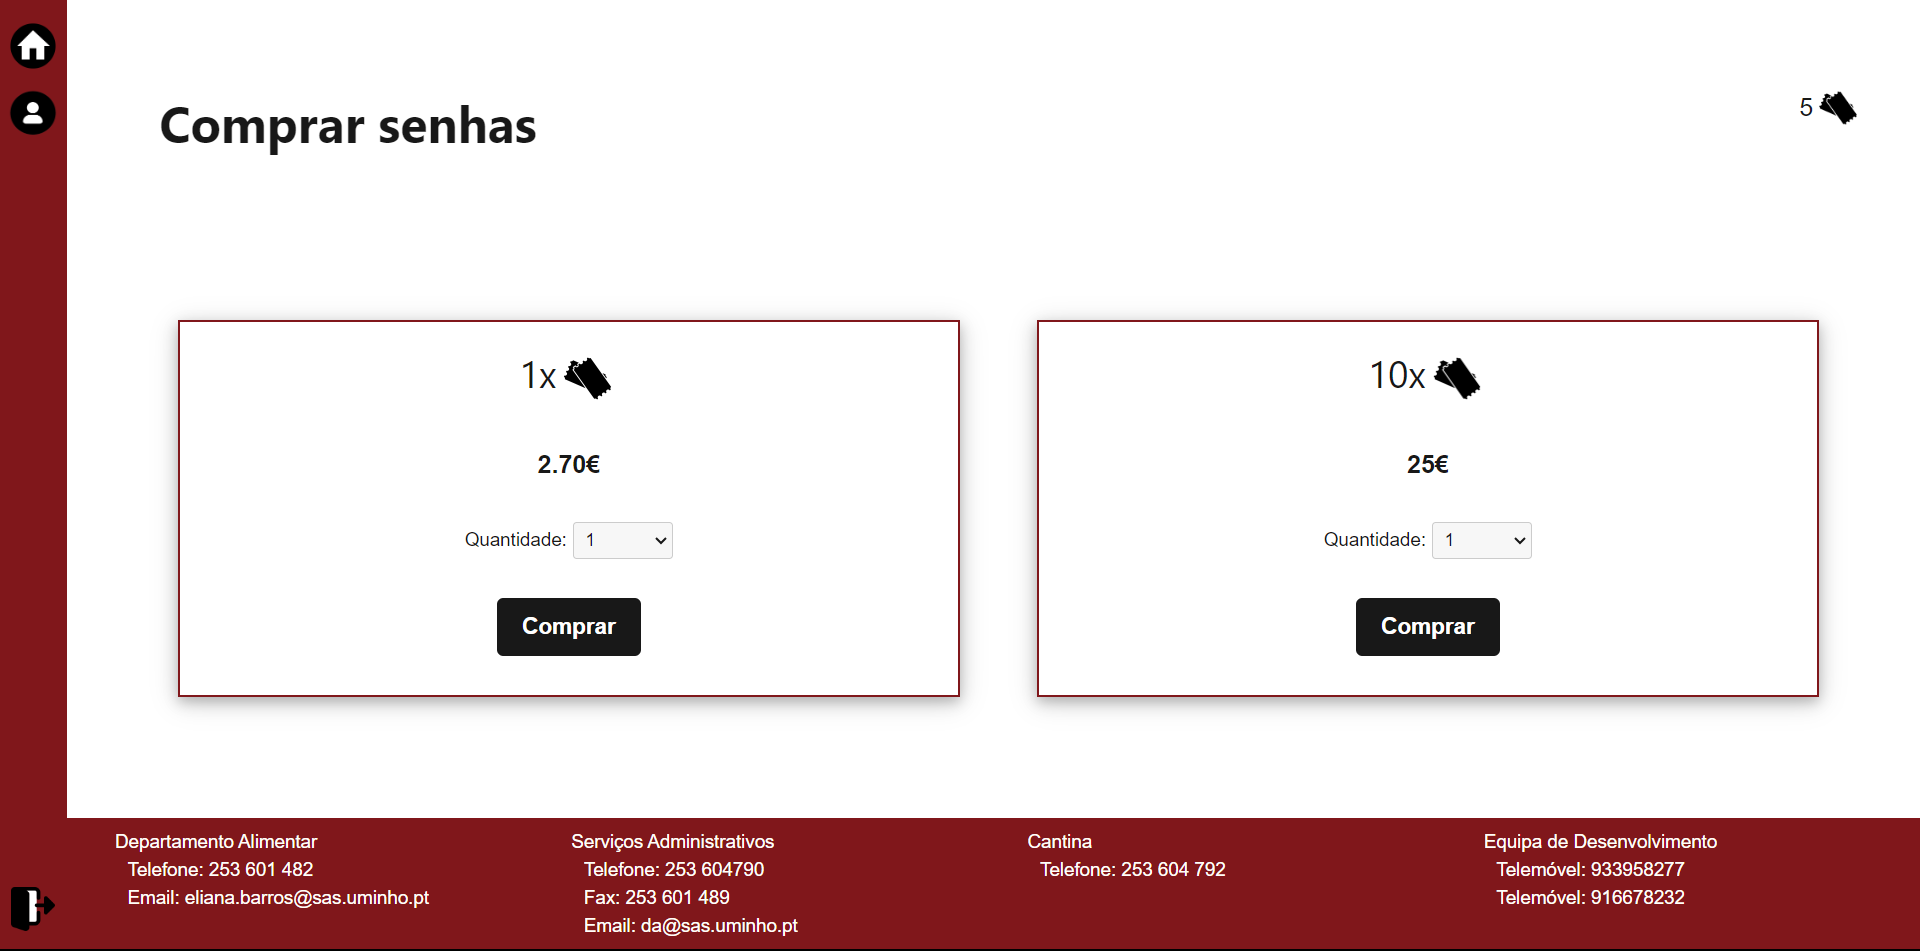 Comprar senhas
5
1x
2.70€
Quantidade: 1
Comprar
10x
25€
Quantidade: 1
Comprar
Departamento Alimentar
Telefone: 253 601 482
Email: eliana.barros@sas.uminho.pt
Serviços Administrativos
Telefone: 253 604790
Fax: 253 601 489
Email: da@sas.uminho.pt
Cantina
Telefone: 253 604 792
Equipa de Desenvolvimento
Telemóvel: 933958277
Telemóvel: 916678232